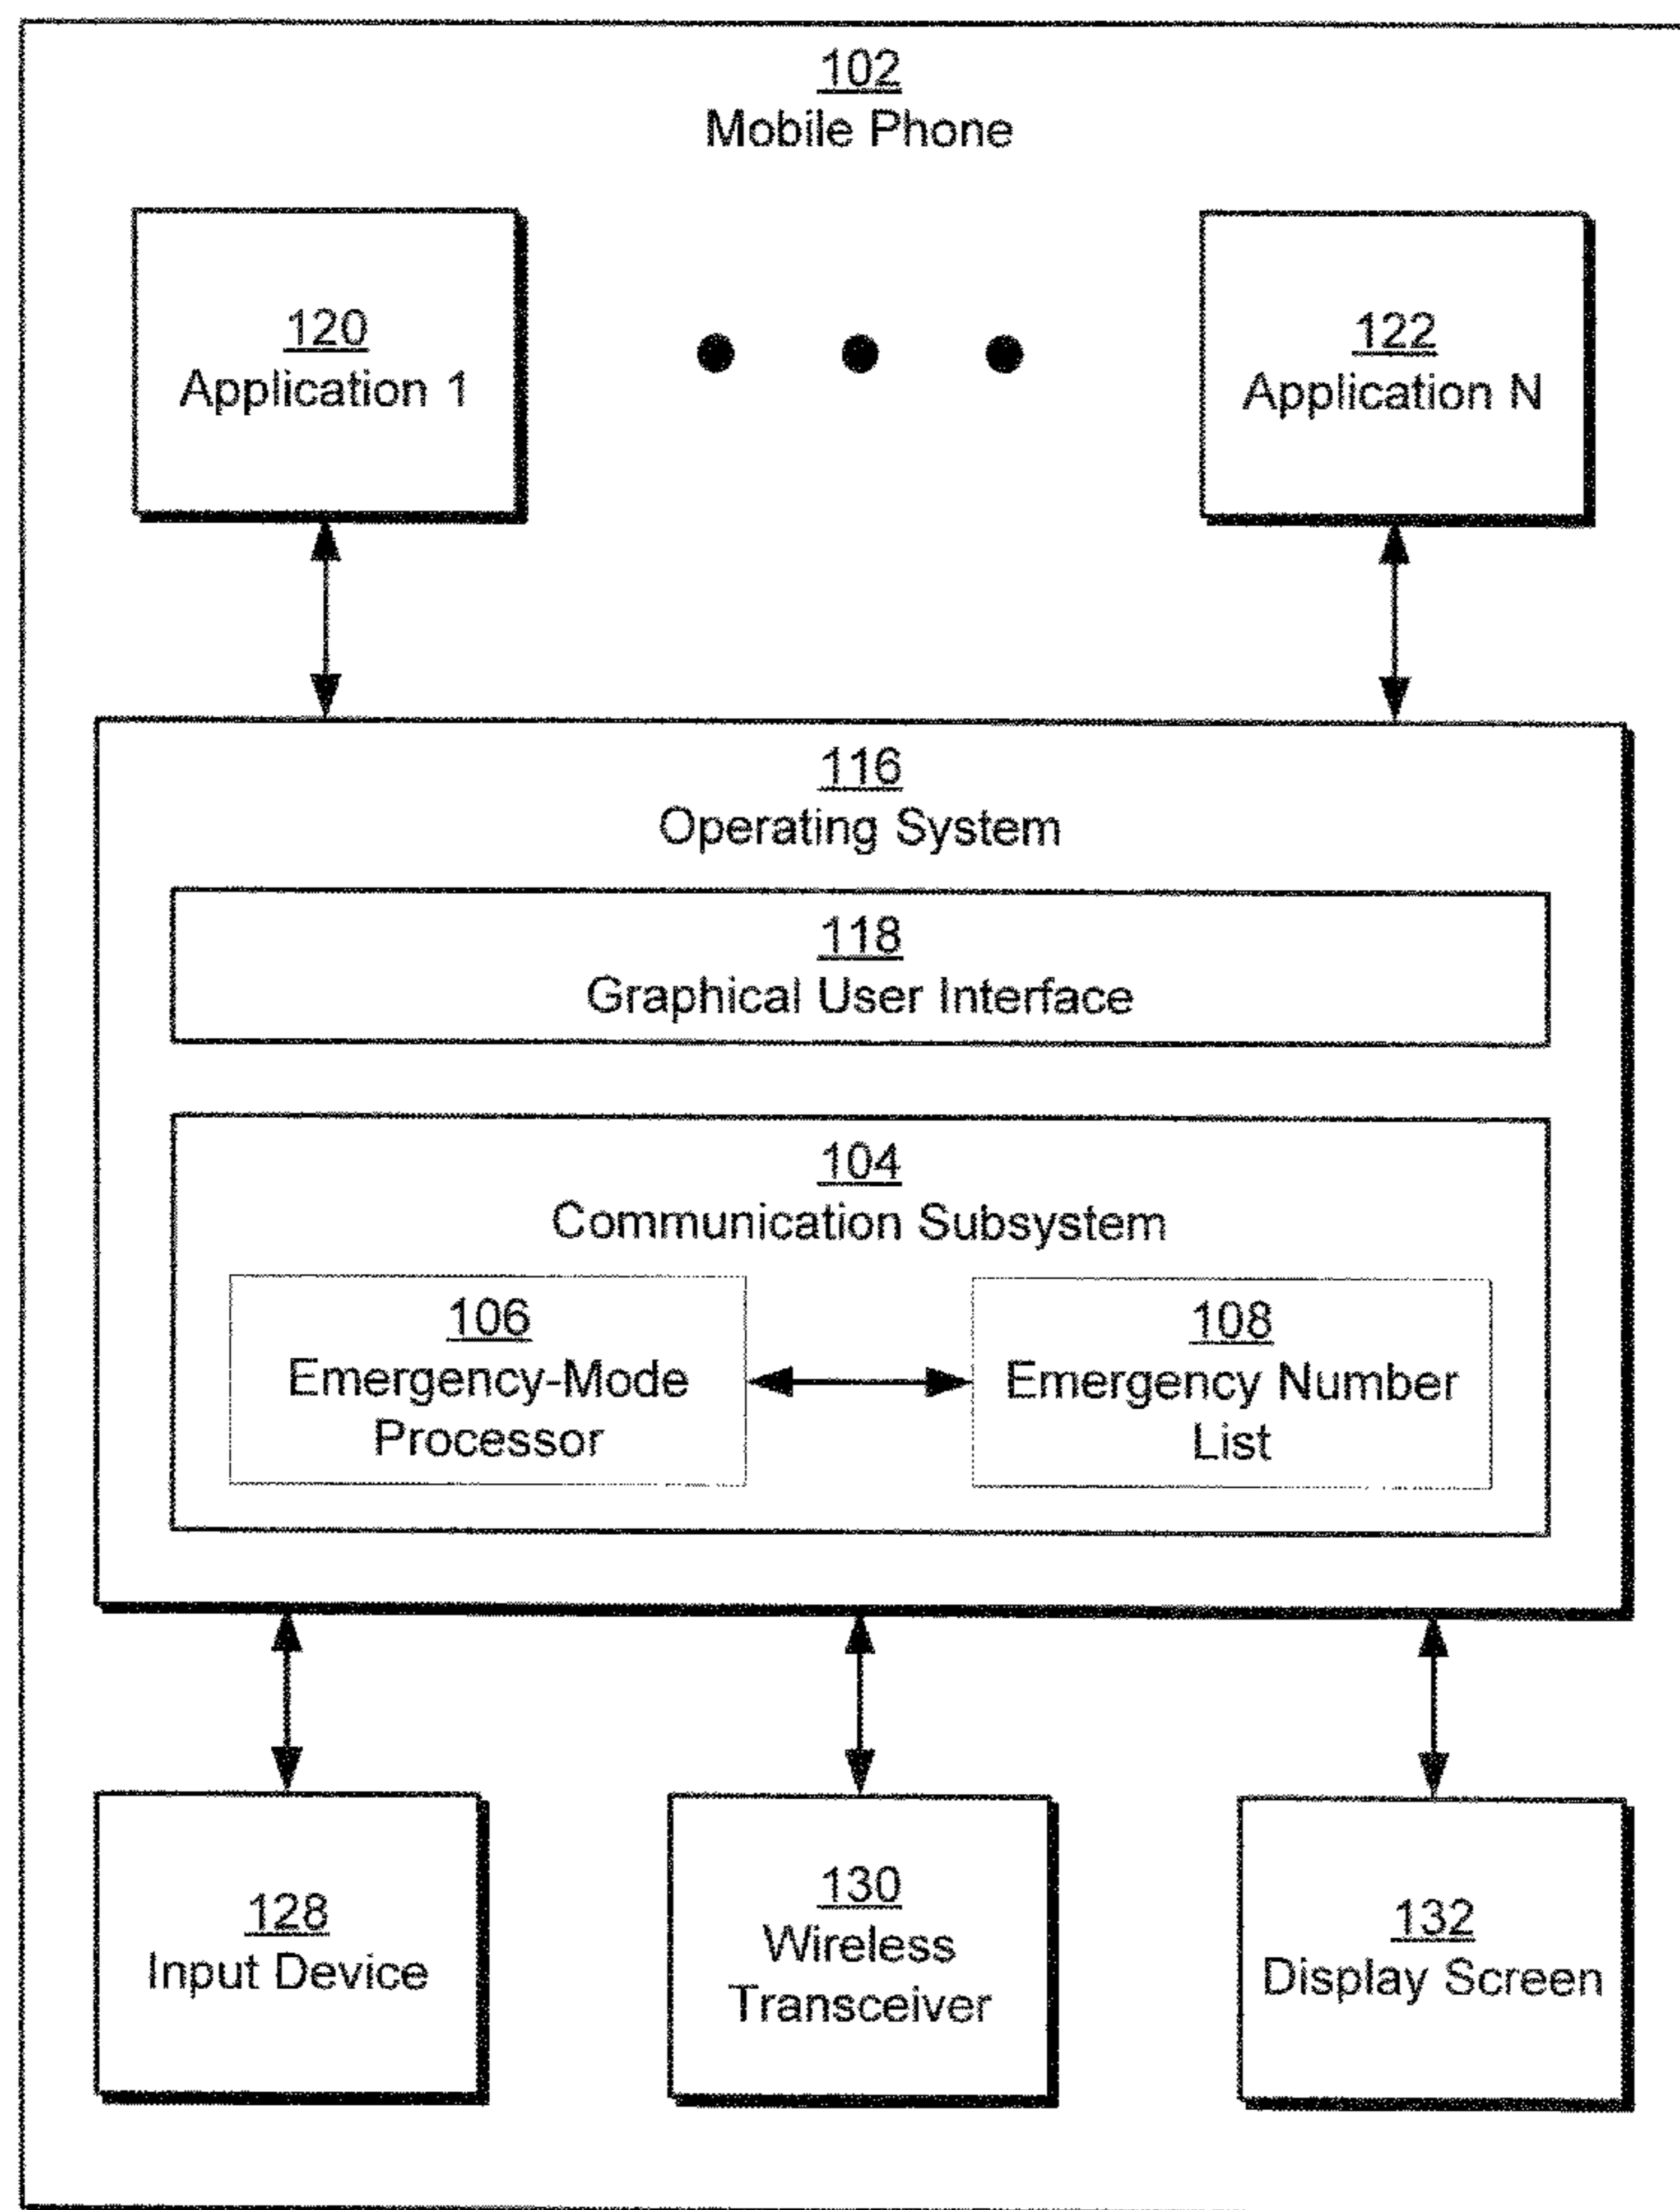 102
Mobile Phone
120
Application 1
122
Application N
116
Operating System
118
Graphical User Interface
104
Communication Subsystem
106
Emergency-Mode
Processor
108
Emergency Number
List
128
Input Device
130
Wireless
Transceiver
132
Display Screen